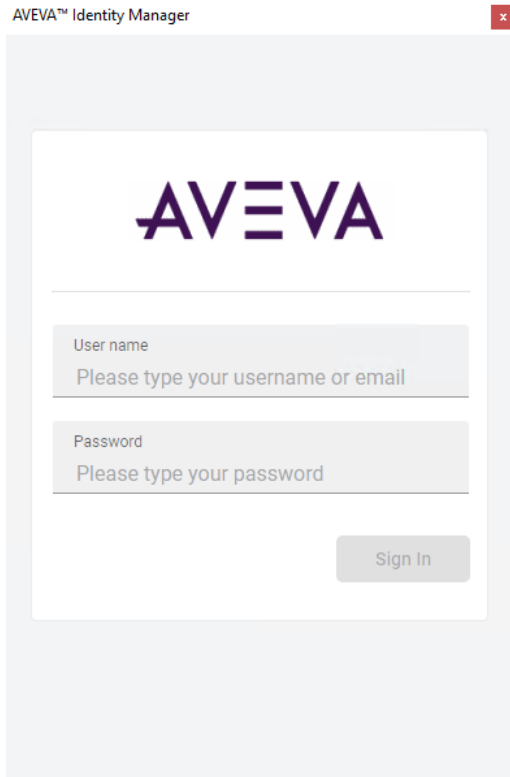 AVEVA™ Identity Manager
x
AVEVA
User name
Please type your username or email
Password
Please type your password
Sign In